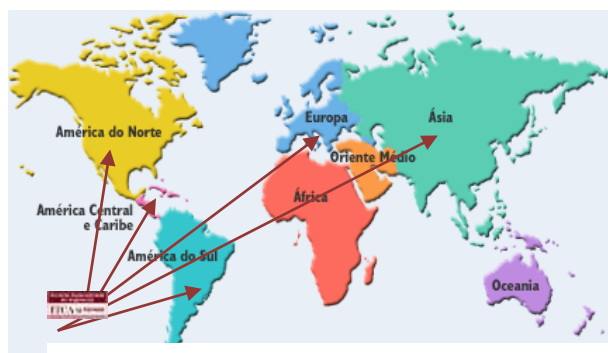 América do Norte
Europa
Ásia
Oriente Médio
América Central
e Caribe
África
América do Sul
Oceania